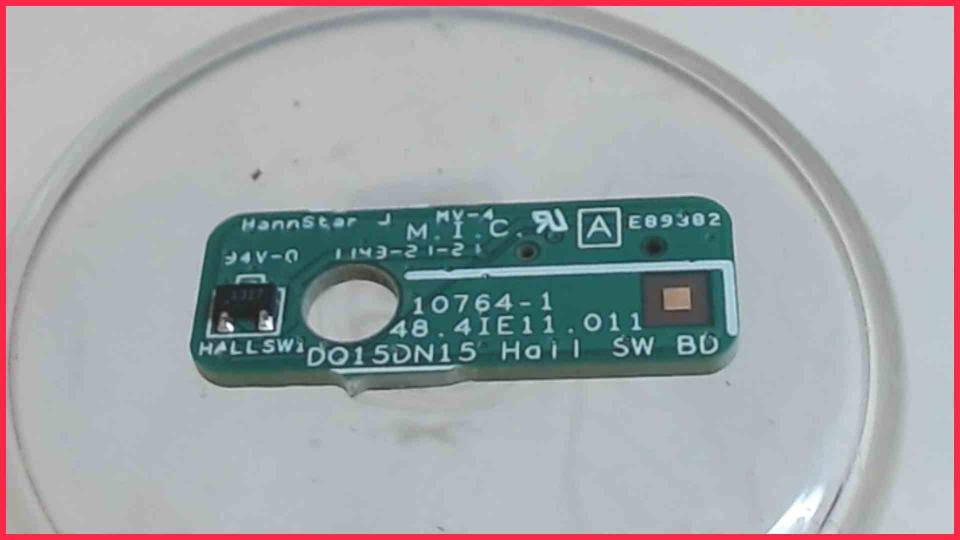 HannStar J MV-4
M.I.C. A E89382
94V-0 1143-21-21
10764-1
48.4IE11.011
HALLSW1
DQ15DN15 Hall SW BD